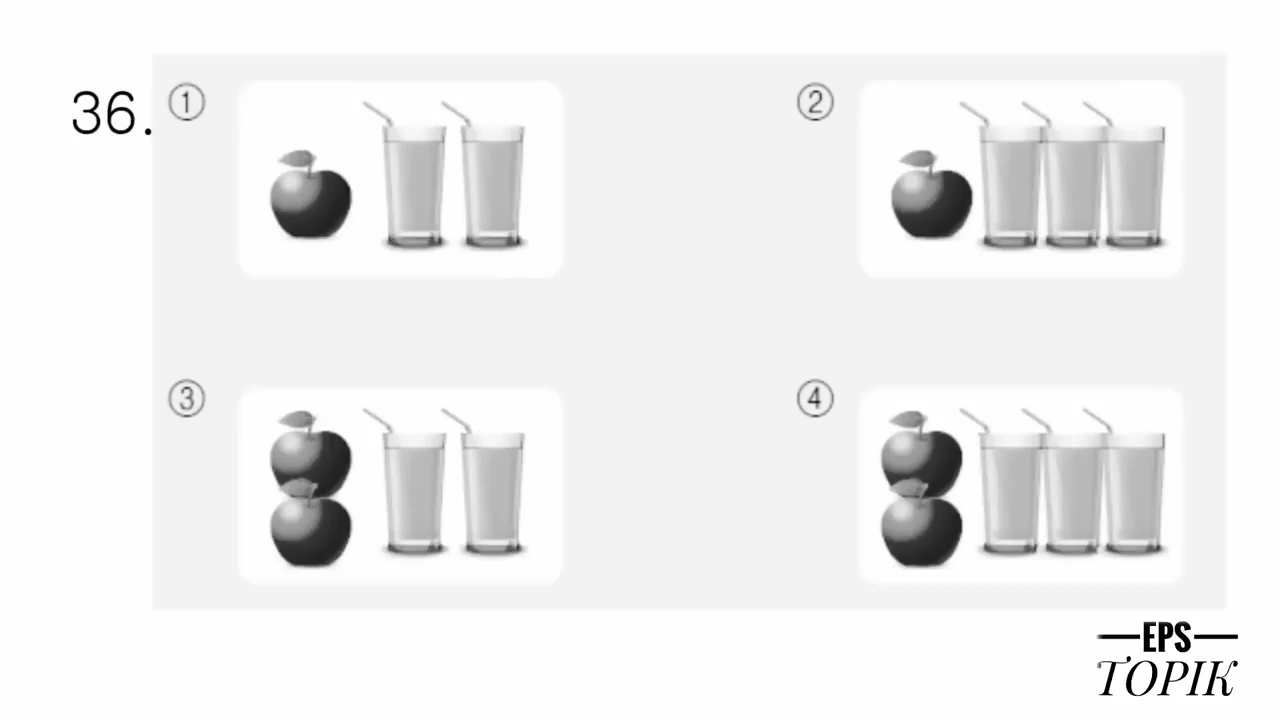 36. ① ②
③ ④
EPS
TOPIK